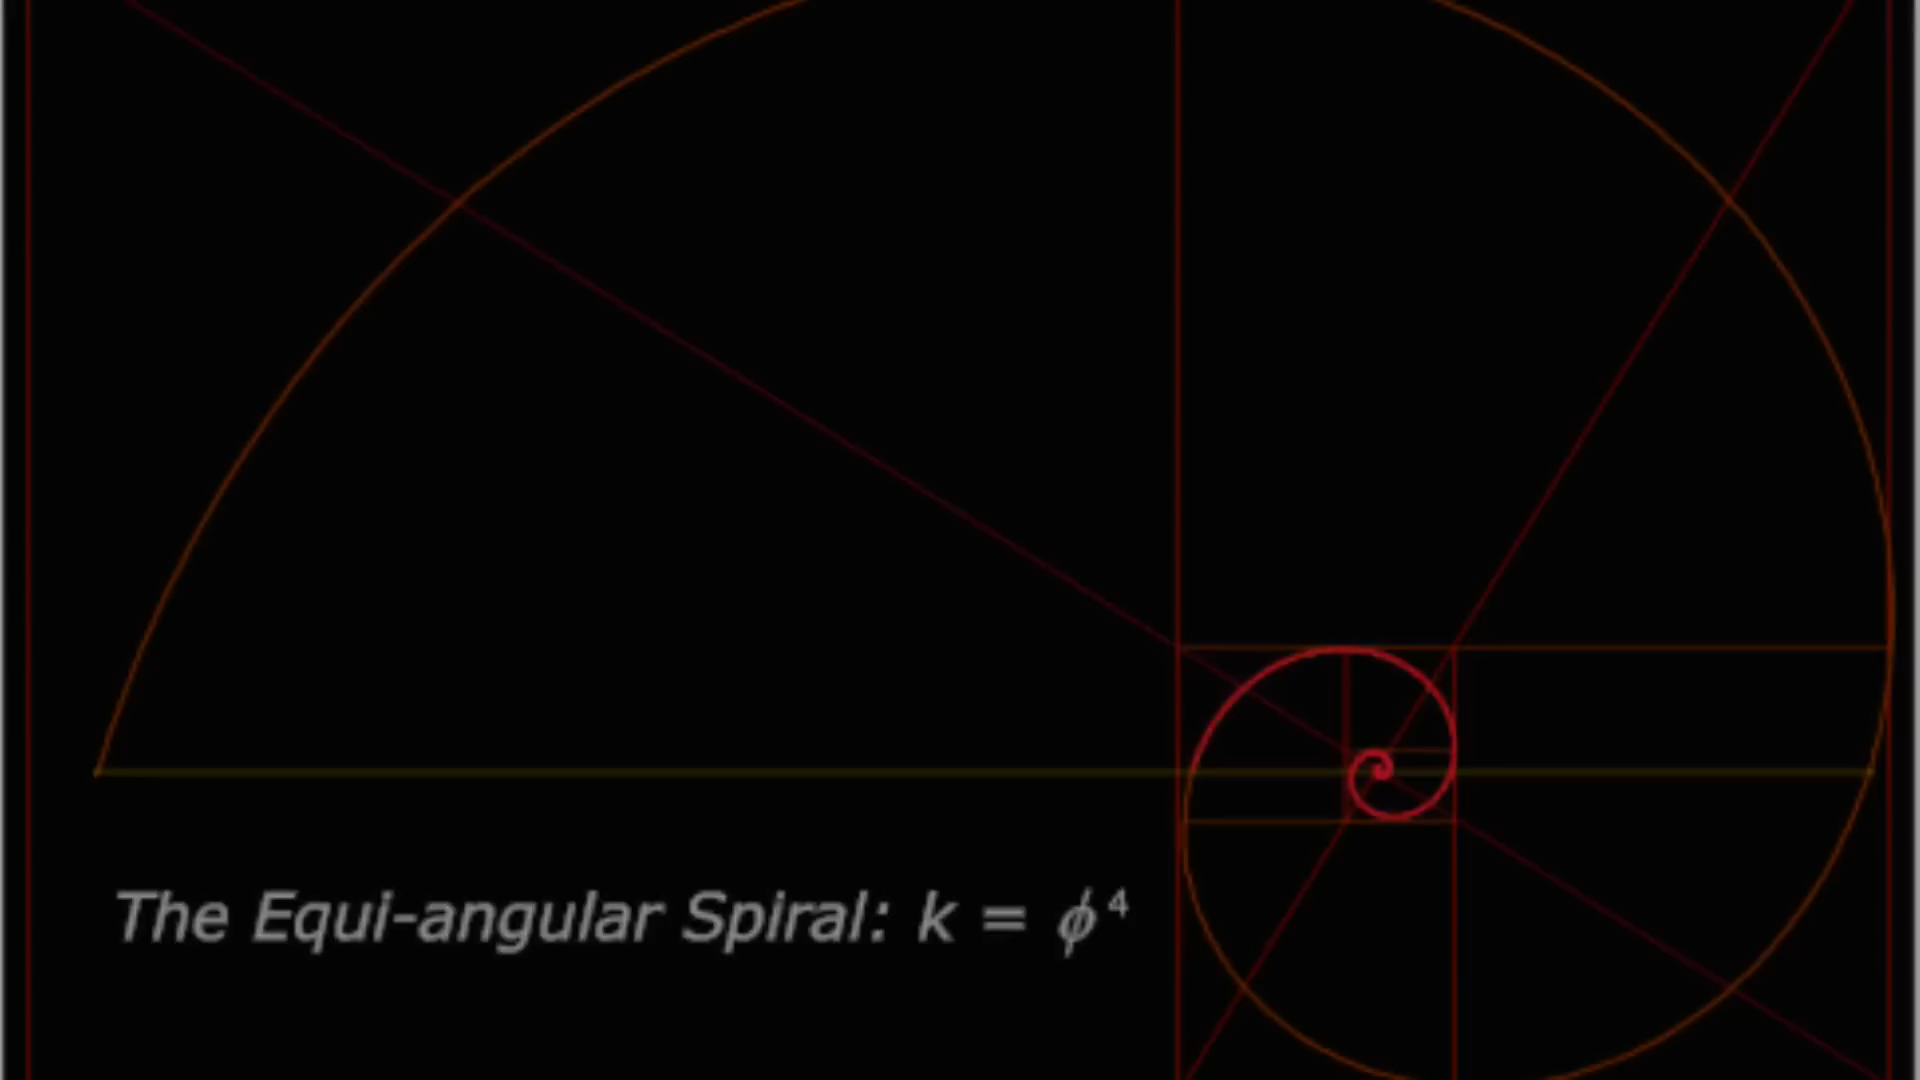 The Equi-angular Spiral: k = ϕ⁴